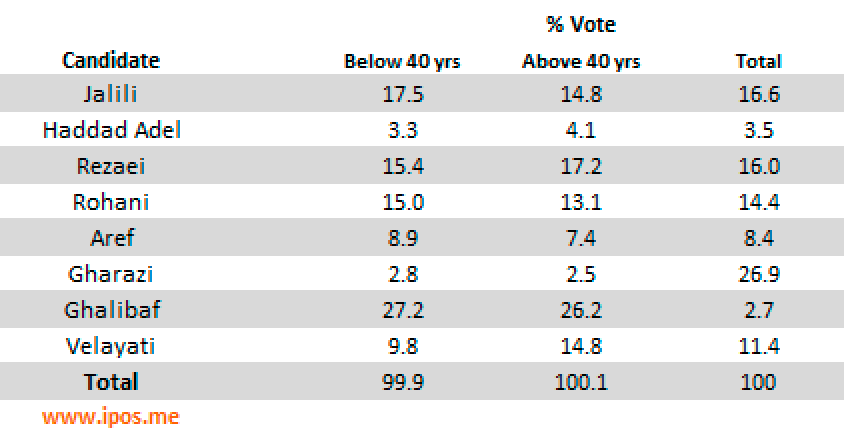 % Vote
Candidate Below 40 yrs Above 40 yrs Total
Jalili 17.5 14.8 16.6
Haddad Adel 3.3 4.1 3.5
Rezaei 15.4 17.2 16.0
Rohani 15.0 13.1 14.4
Aref 8.9 7.4 8.4
Gharazi 2.8 2.5 26.9
Ghalibaf 27.2 26.2 2.7
Velayati 9.8 14.8 11.4
Total 99.9 100.1 100
www.ipos.me